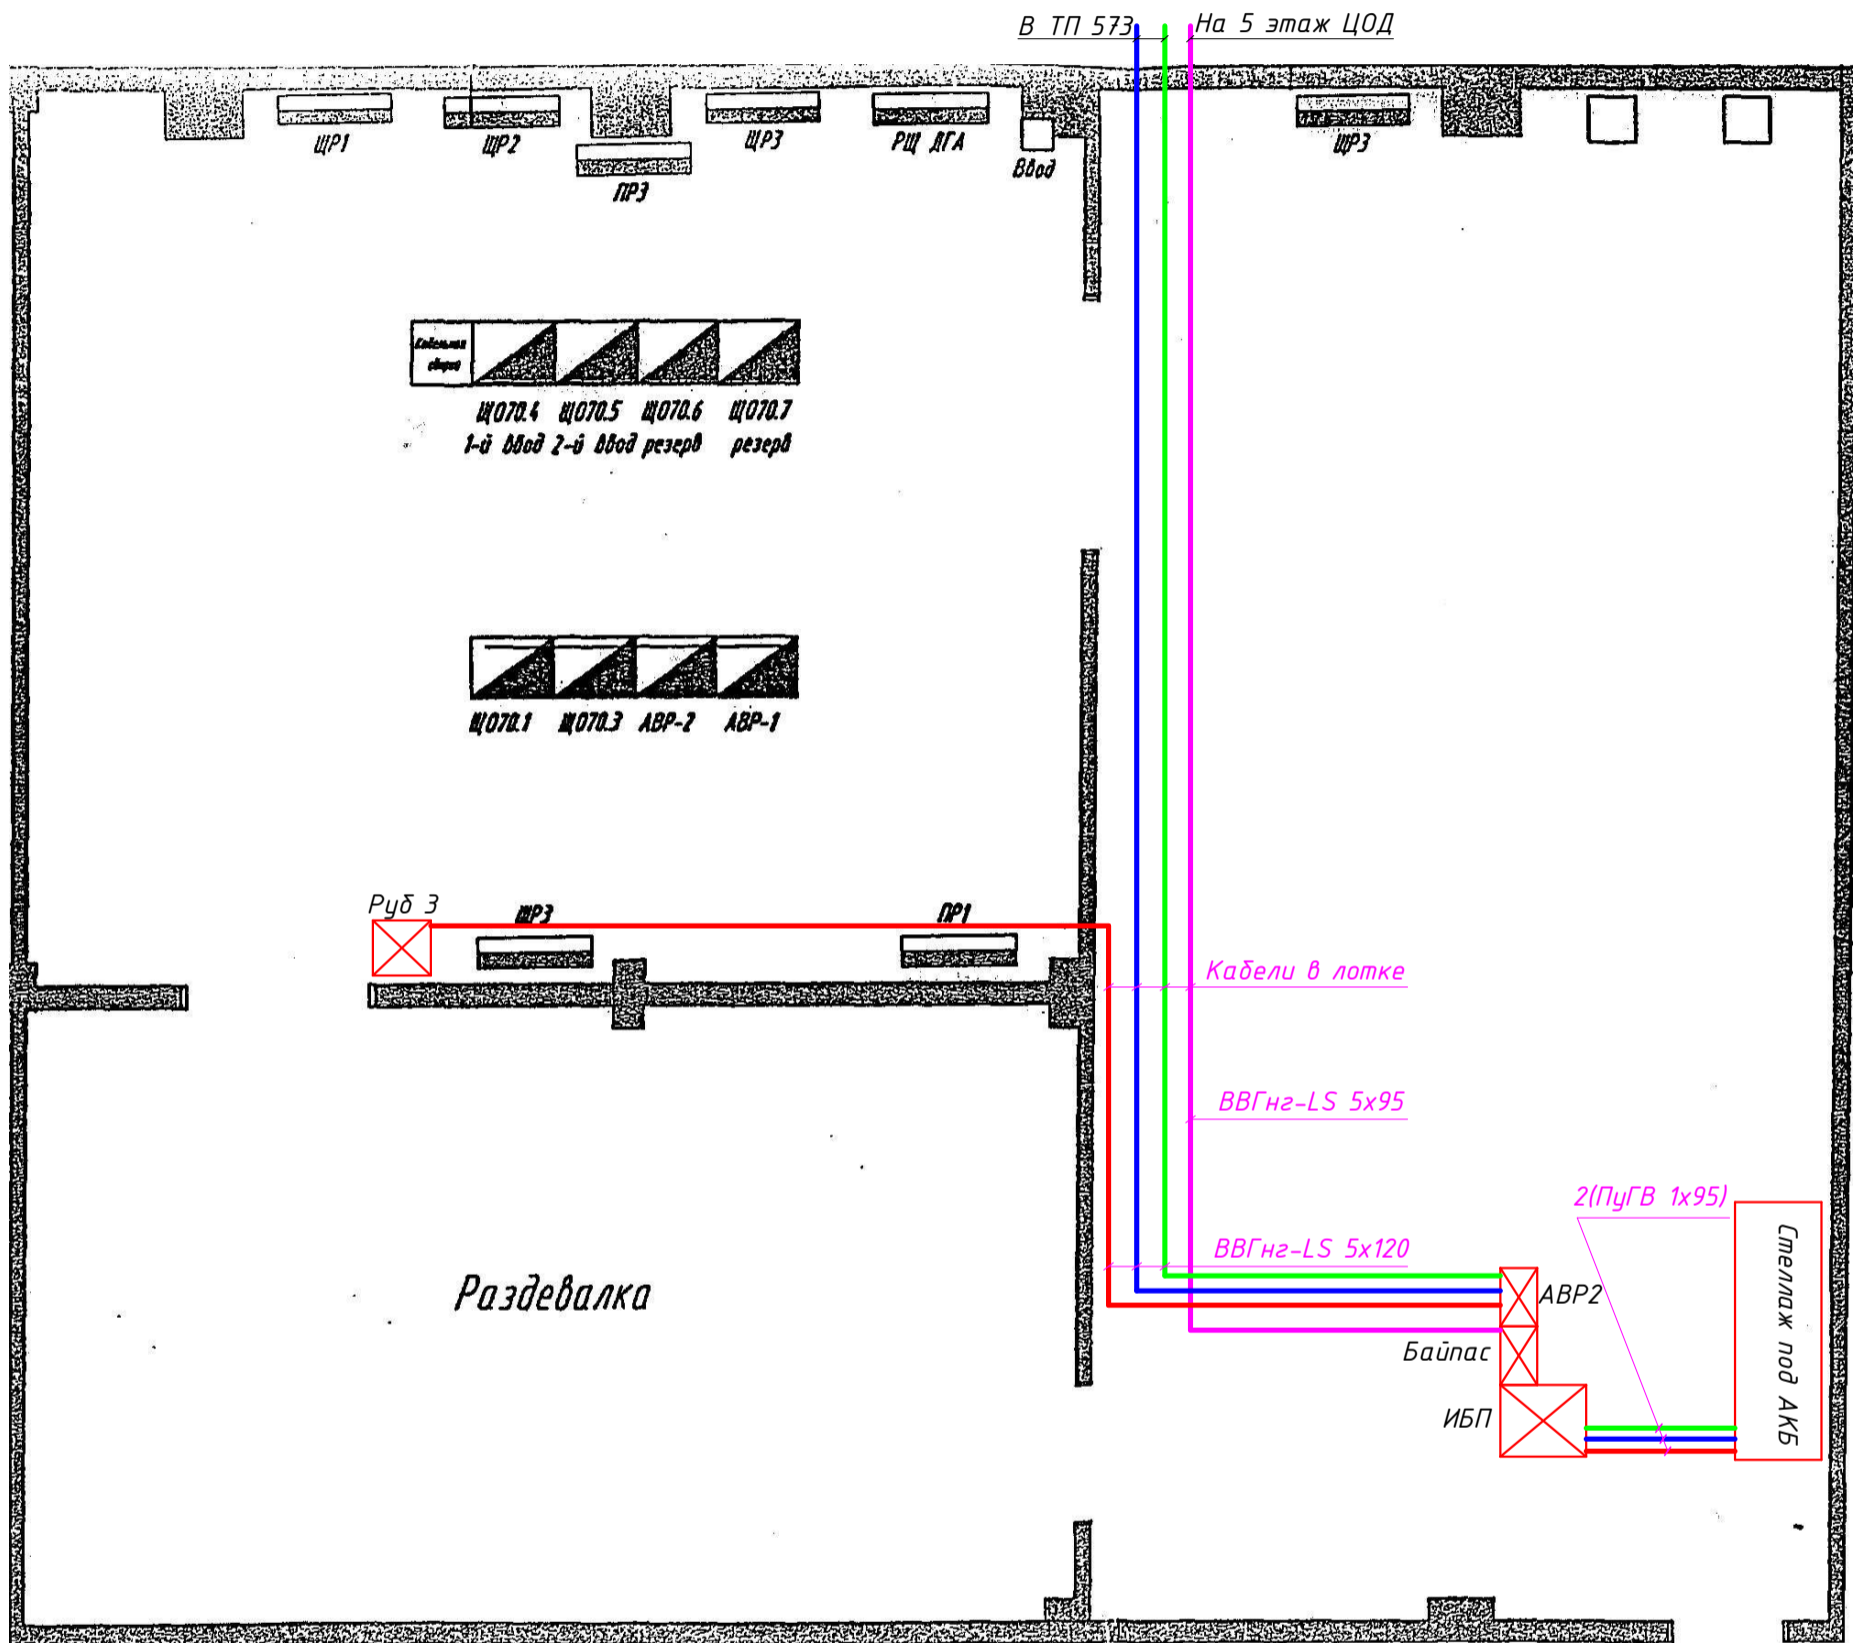 В ТП 573
На 5 этаж ЦОД
ЩР1
ЩР2
ПР3
ЩР3
РЩ ДГА
Ввод
ЩР3
Кабельная
сборка
ЩО70.4 ЩО70.5 ЩО70.6 ЩО70.7
1-й ввод 2-й ввод резерв резерв
ЩО70.1 ЩО70.3 АВР-2 АВР-1
Руб 3
ЩР3
ПР1
Кабели в лотке
ВВГнг-LS 5х95
2(ПуГВ 1х95)
ВВГнг-LS 5х120
Раздевалка
АВР2
Байпас
ИБП
Стеллаж под АКБ